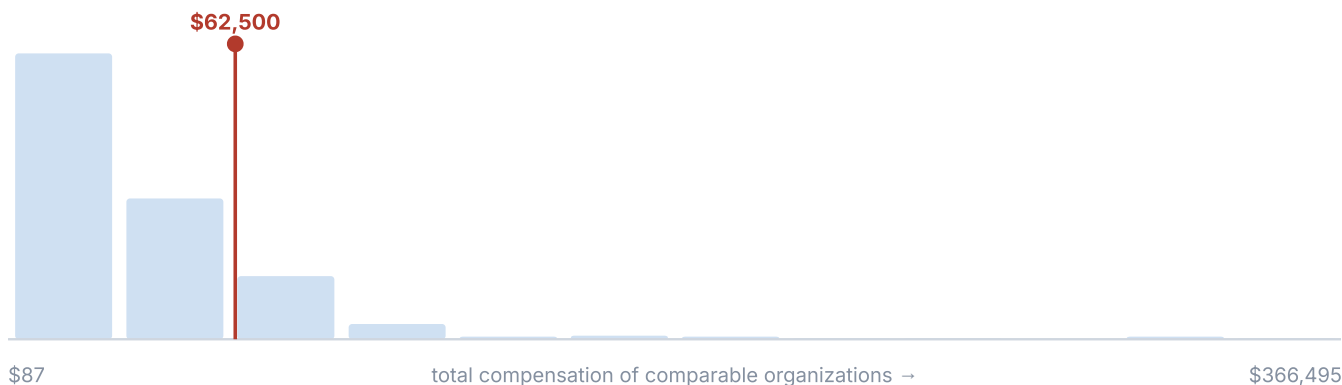 $62,500
$87 total compensation of comparable organizations → $366,495